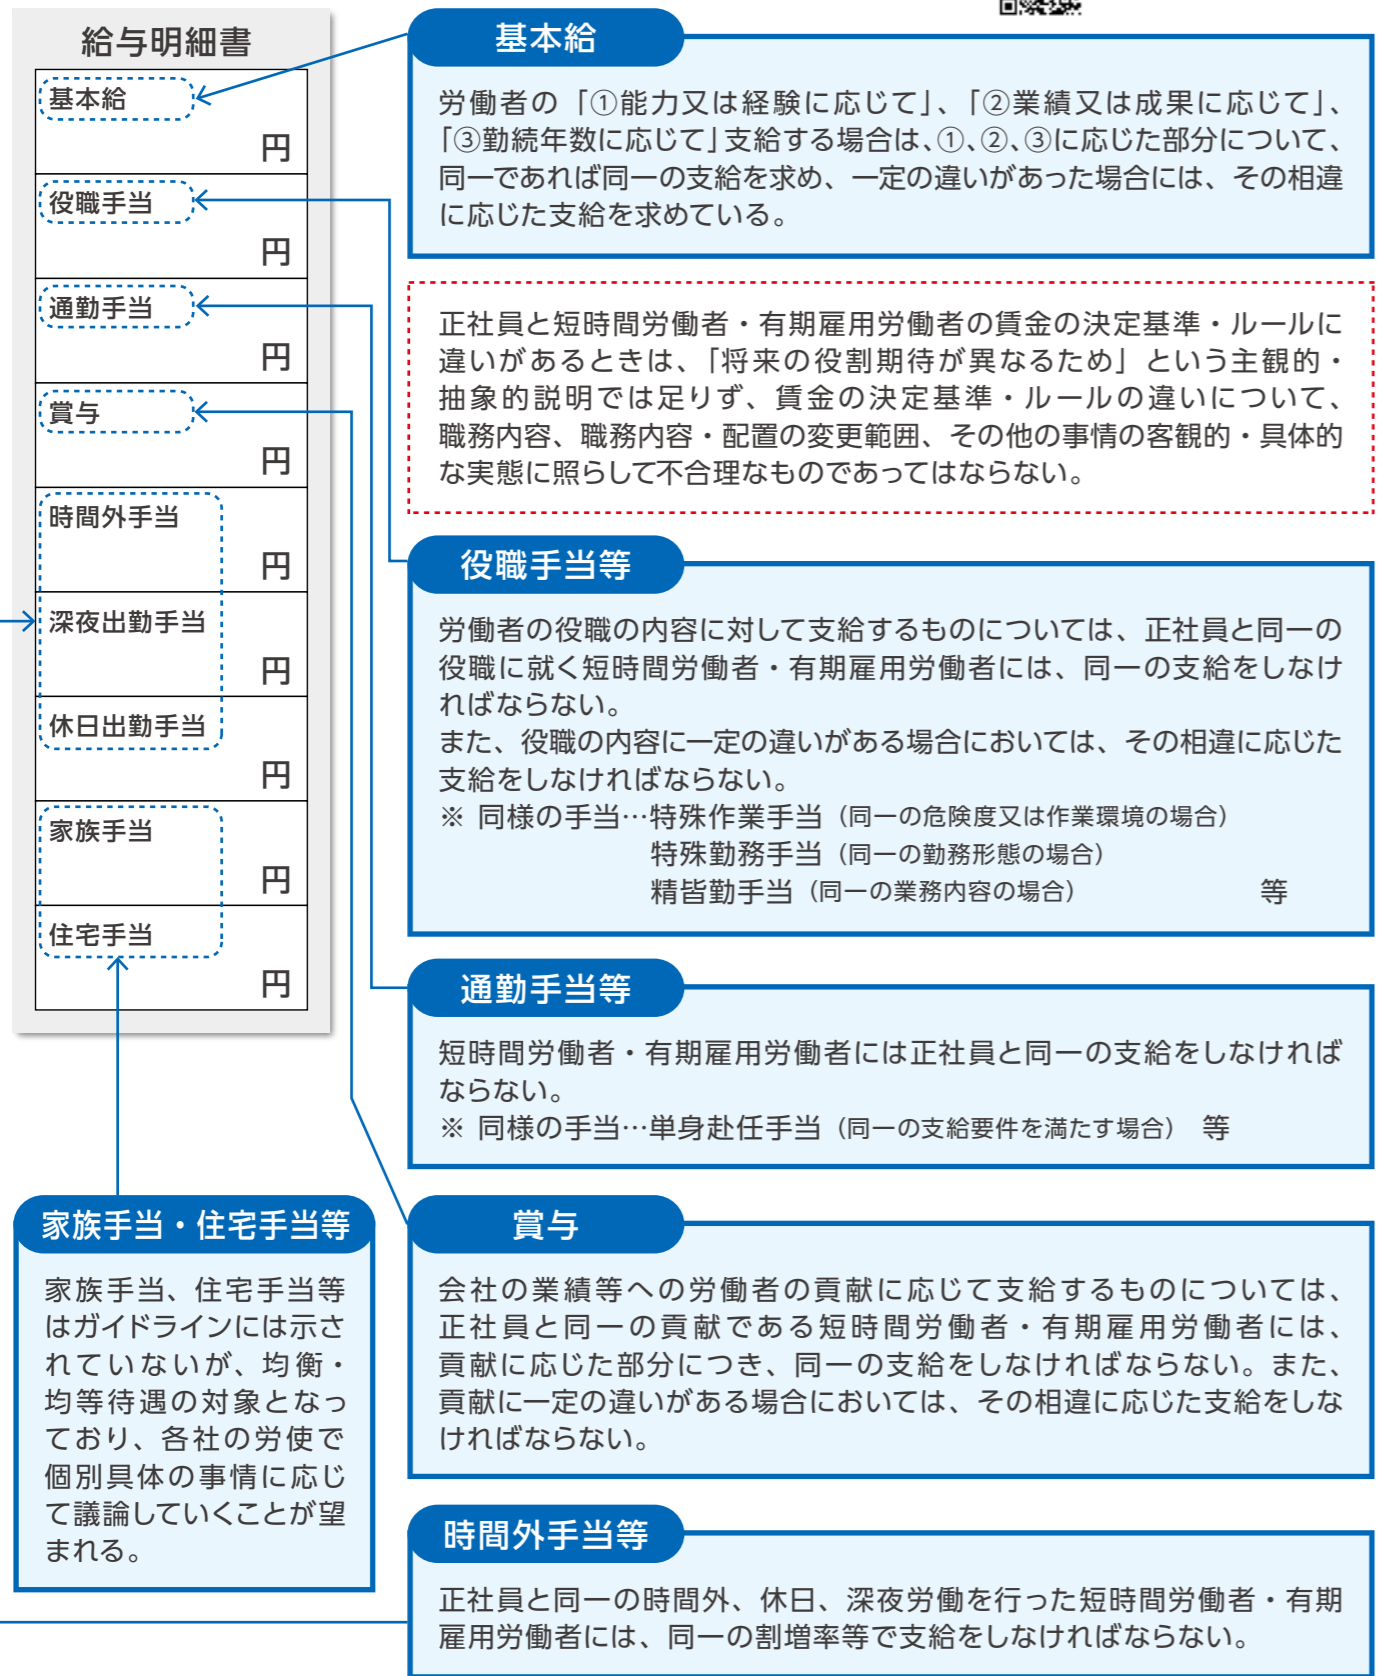 給与明細書
基本給
円
役職手当
円
通勤手当
円
賞与
円
時間外手当
円
深夜出勤手当
円
休日出勤手当
円
家族手当
円
住宅手当
円
基本給
労働者の「①能力又は経験に応じて」、「②業績又は成果に応じて」、
「③勤続年数に応じて」支給する場合は、①、②、③に応じた部分について、
同一であれば同一の支給を求め、一定の違いがあった場合には、その相違
に応じた支給を求めている。
正社員と短時間労働者・有期雇用労働者の賃金の決定基準・ルールに
違いがあるときは、「将来の役割期待が異なるため」という主観的・
抽象的説明では足りず、賃金の決定基準・ルールの違いについて、
職務内容、職務内容・配置の変更範囲、その他の事情の客観的・具体的
な実態に照らして不合理なものであってはならない。
役職手当等
労働者の役職の内容に対して支給するものについては、正社員と同一の
役職に就く短時間労働者・有期雇用労働者には、同一の支給をしなけ
ればならない。
また、役職の内容に一定の違いがある場合においては、その相違に応じた
支給をしなければならない。
※ 同様の手当…特殊作業手当（同一の危険度又は作業環境の場合）
特殊勤務手当（同一の勤務形態の場合）
精皆勤手当（同一の業務内容の場合） 等
通勤手当等
短時間労働者・有期雇用労働者には正社員と同一の支給をしなければ
ならない。
※ 同様の手当…単身赴任手当（同一の支給要件を満たす場合） 等
家族手当・住宅手当等
家族手当、住宅手当等
はガイドラインには示さ
れていないが、均衡・
均等待遇の対象となっ
ており、各社の労使で
個別具体の事情に応じ
て議論していくことが望
まれる。
賞与
会社の業績等への労働者の貢献に応じて支給するものについては、
正社員と同一の貢献である短時間労働者・有期雇用労働者には、
貢献に応じた部分につき、同一の支給をしなければならない。また、
貢献に一定の違いがある場合においては、その相違に応じた支給をしな
ければならない。
時間外手当等
正社員と同一の時間外、休日、深夜労働を行った短時間労働者・有期
雇用労働者には、同一の割増率等で支給をしなければならない。